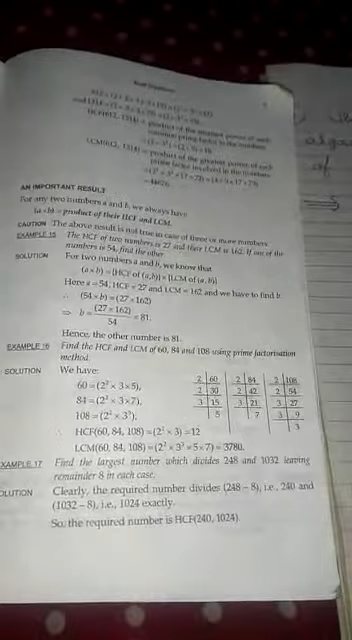 AN IMPORTANT RESULT
For any two numbers a and b, we always have
(a × b) = product of their HCF and LCM.
CAUTION The above result is not true in case of three or more numbers.
EXAMPLE 15 The HCF of two numbers is 27 and their LCM is 162. If one of the
numbers is 54, find the other.
SOLUTION For two numbers a and b, we know that
(a × b) = [HCF of (a, b)] × [LCM of (a, b)]
Here a = 54, HCF = 27 and LCM = 162 and we have to find b.
∴ (54 × b) = (27 × 162)
⇒ b = (27 × 162) / 54 = 81.
Hence, the other number is 81.
EXAMPLE 16 Find the HCF and LCM of 60, 84 and 108 using prime factorisation
method.
SOLUTION We have:
60 = (2² × 3 × 5),
84 = (2² × 3 × 7),
108 = (2² × 3³).
2 60 2 84 2 108
2 30 2 42 2 54
3 15 3 21 3 27
5 7 3 9
3
∴ HCF(60, 84, 108) = (2² × 3) = 12
LCM(60, 84, 108) = (2² × 3³ × 5 × 7) = 3780.
XAMPLE 17 Find the largest number which divides 248 and 1032 leaving
remainder 8 in each case.
OLUTION Clearly, the required number divides (248 – 8), i.e., 240 and
(1032 – 8), i.e., 1024 exactly.
So, the required number is HCF(240, 1024).
of